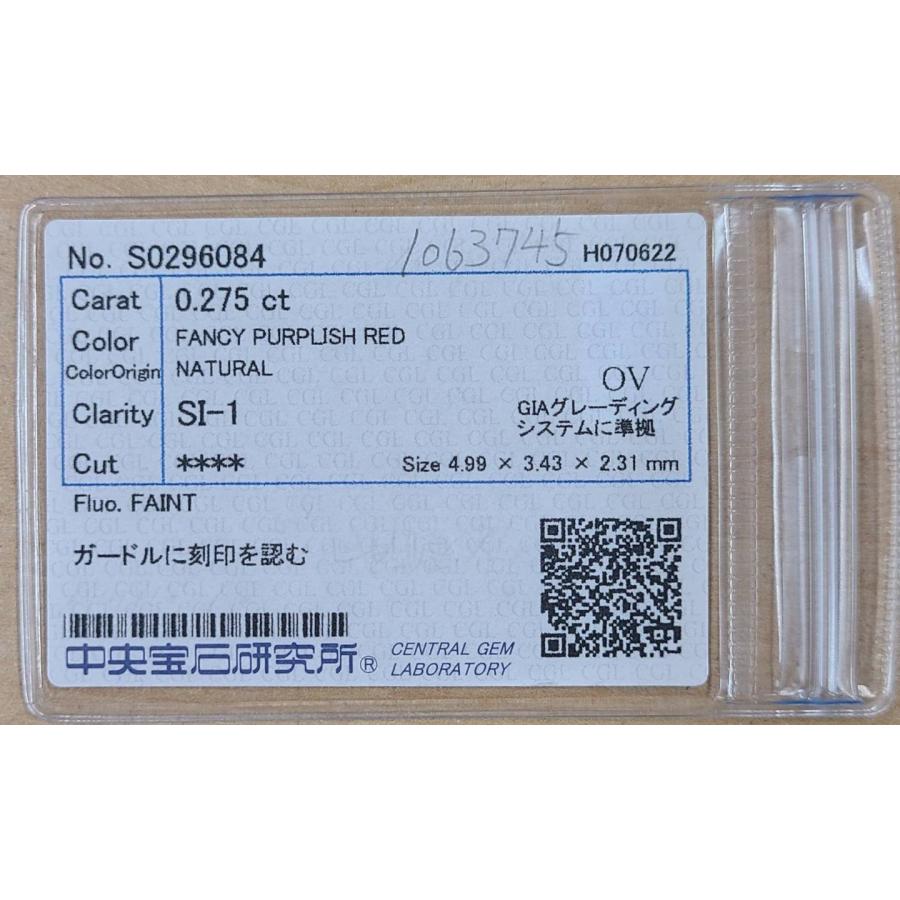 No. S0296084 1063745 H070622
Carat 0.275 ct
Color FANCY PURPLISH RED
ColorOrigin NATURAL
Clarity SI-1
OV
GIAグレーディング
システムに準拠
Cut **** Size 4.99 × 3.43 × 2.31 mm
Fluo. FAINT
ガードルに刻印を認む
中央宝石研究所® CENTRAL GEM
LABORATORY